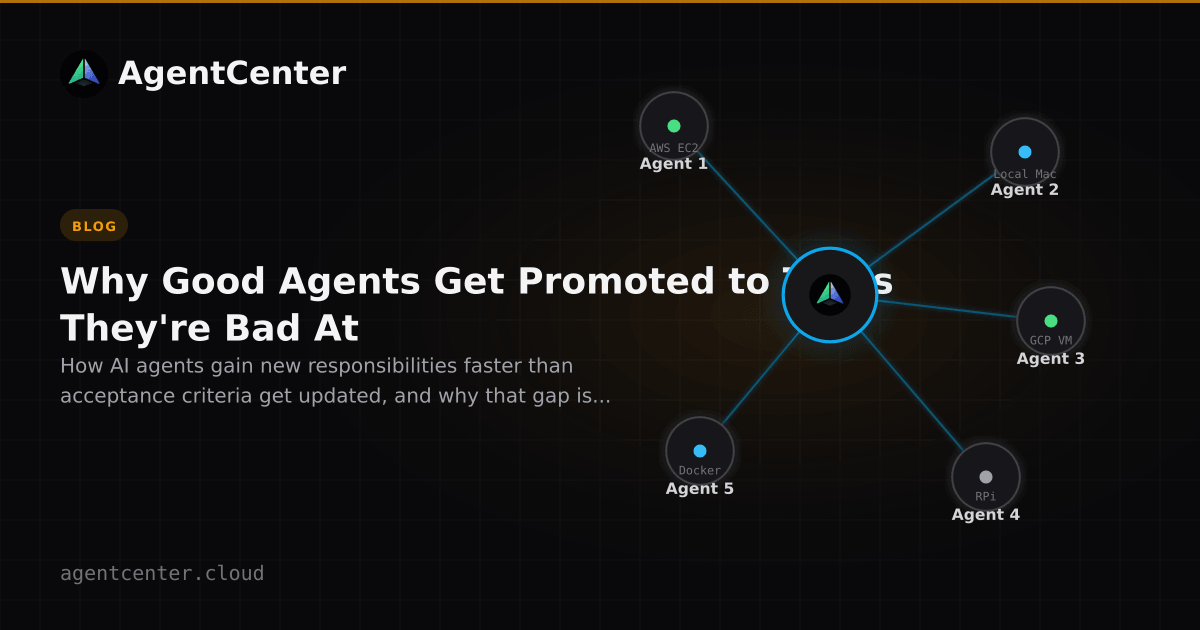 AgentCenter
BLOG
Why Good Agents Get Promoted to
They're Bad At
How AI agents gain new responsibilities faster than
acceptance criteria get updated, and why that gap is...
agentcenter.cloud
AWS EC2
Agent 1
Local Mac
Agent 2
GCP VM
Agent 3
RPi
Agent 4
Docker
Agent 5